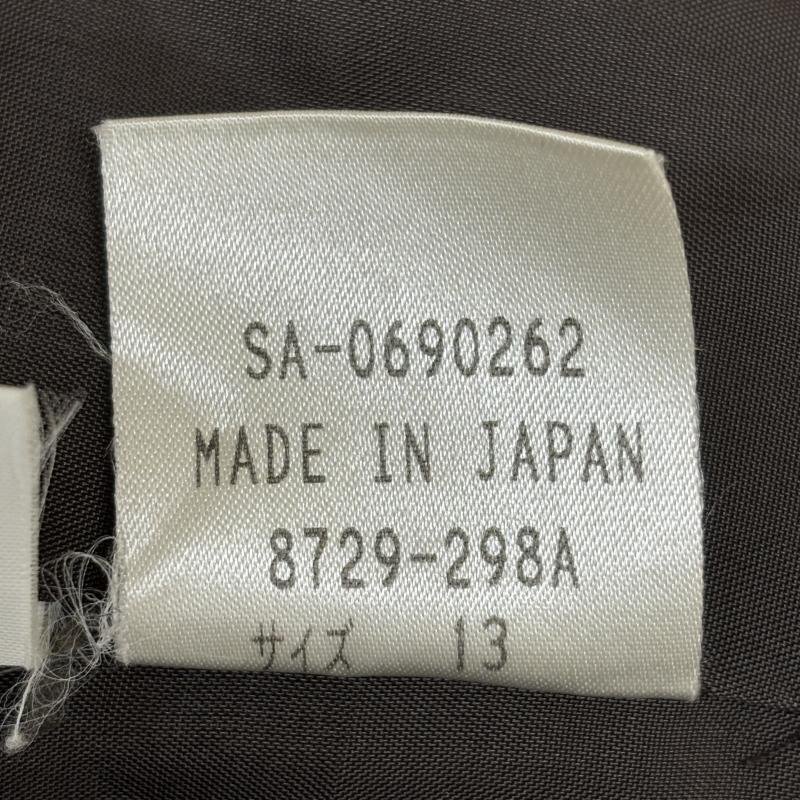 SA-0690262
MADE IN JAPAN
8729-298A
サイズ 13